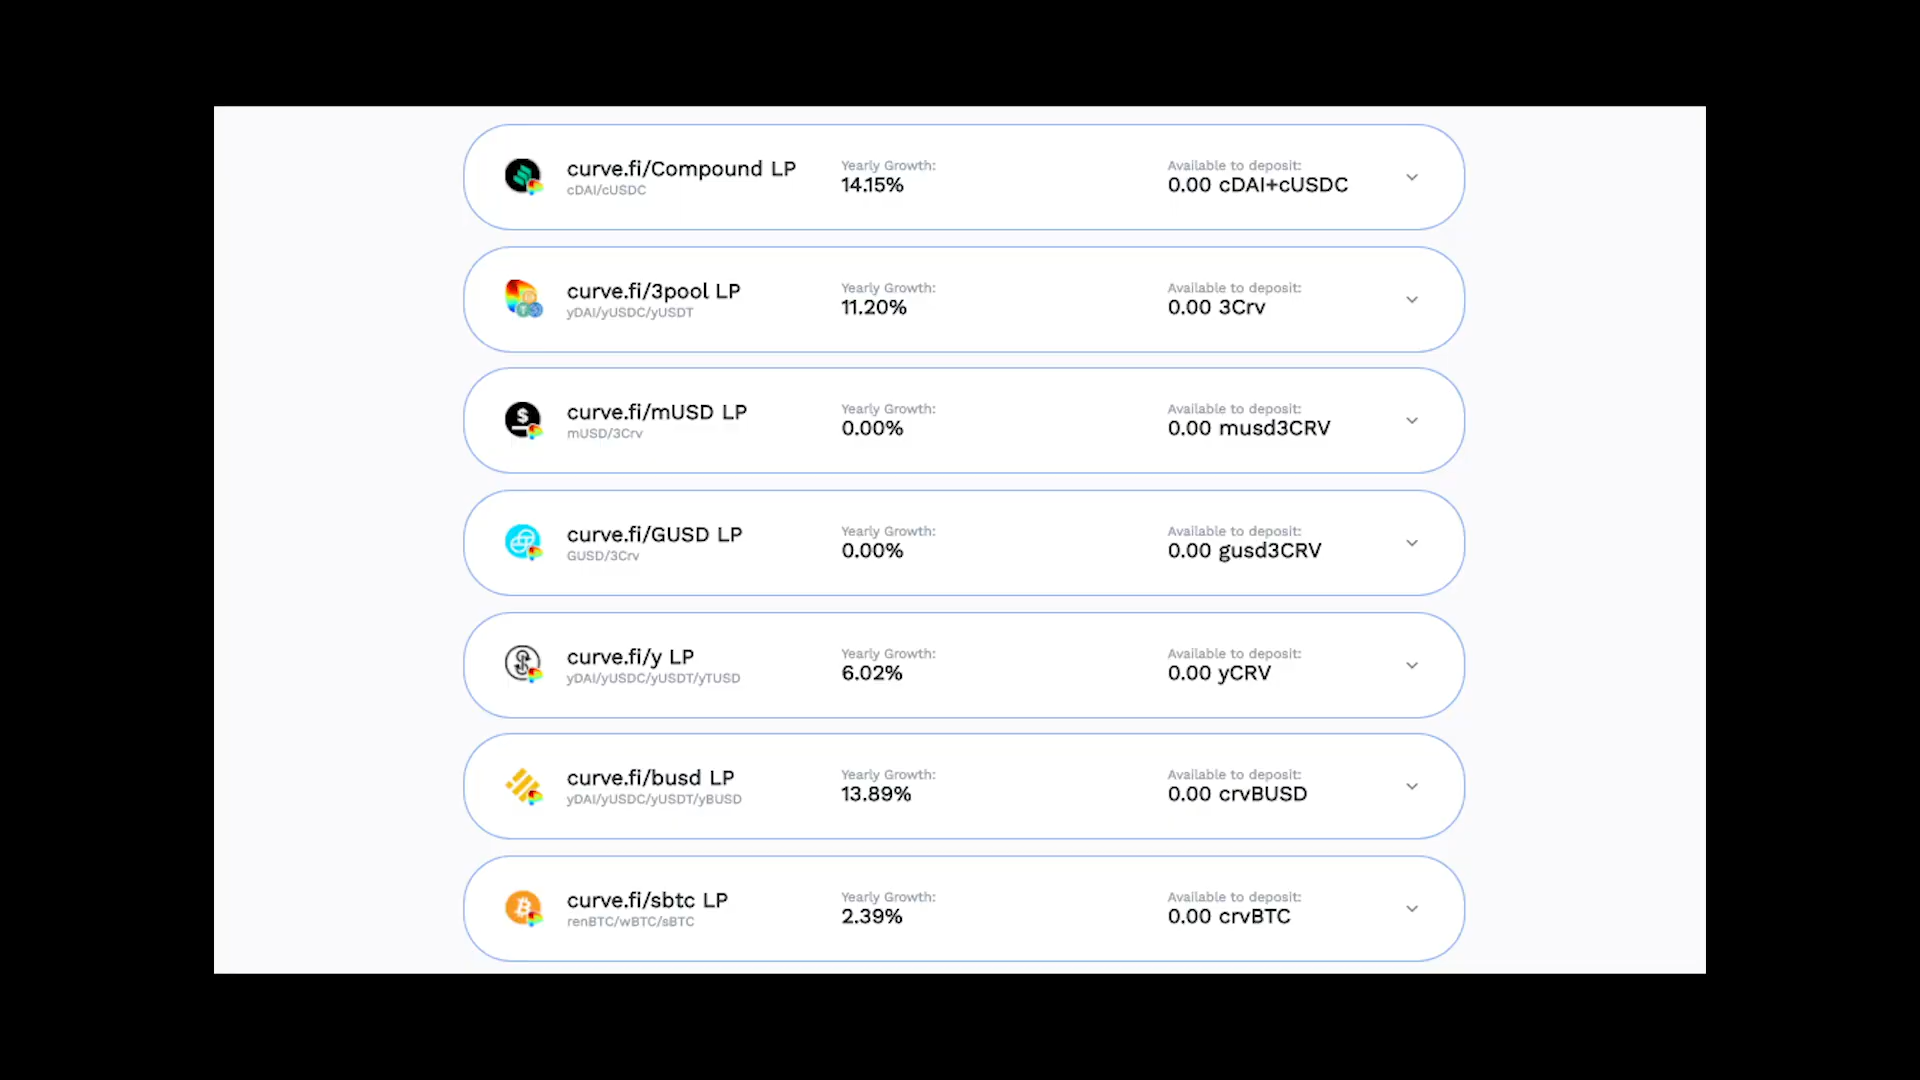 curve.fi/Compound LP
cDAI/cUSDC
Yearly Growth:
14.15%
Available to deposit:
0.00 cDAI+cUSDC
curve.fi/3pool LP
yDAI/yUSDC/yUSDT
Yearly Growth:
11.20%
Available to deposit:
0.00 3Crv
curve.fi/mUSD LP
mUSD/3Crv
Yearly Growth:
0.00%
Available to deposit:
0.00 musd3CRV
curve.fi/GUSD LP
GUSD/3Crv
Yearly Growth:
0.00%
Available to deposit:
0.00 gusd3CRV
curve.fi/y LP
yDAI/yUSDC/yUSDT/yTUSD
Yearly Growth:
6.02%
Available to deposit:
0.00 yCRV
curve.fi/busd LP
yDAI/yUSDC/yUSDT/yBUSD
Yearly Growth:
13.89%
Available to deposit:
0.00 crvBUSD
curve.fi/sbtc LP
renBTC/wBTC/sBTC
Yearly Growth:
2.39%
Available to deposit:
0.00 crvBTC